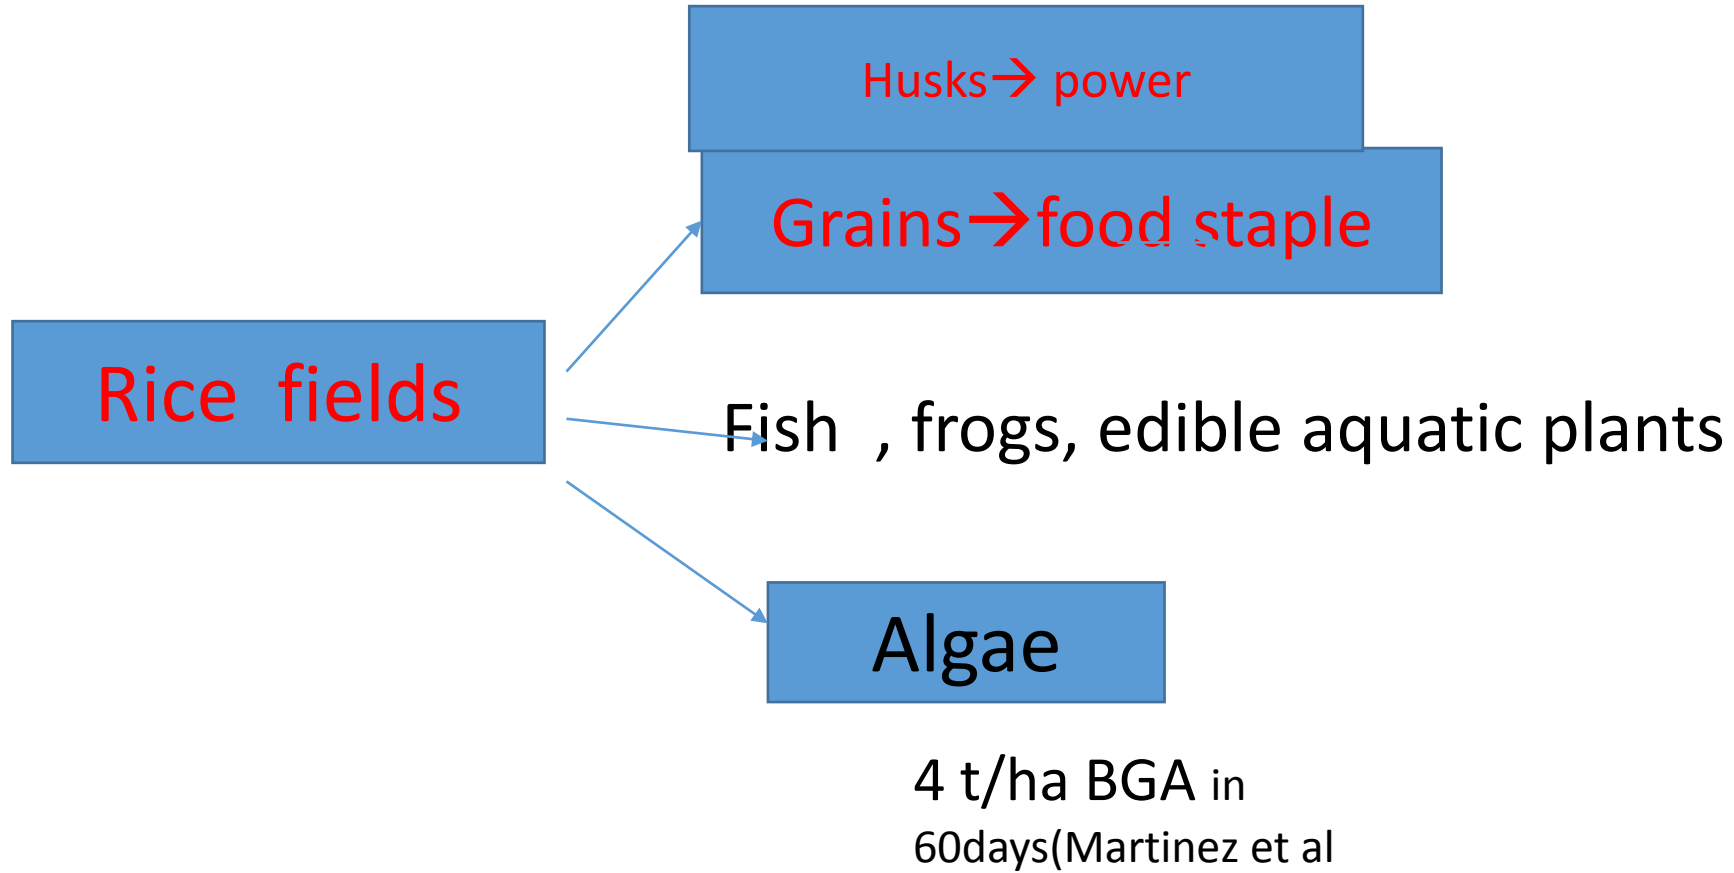 Husks→ power
Grains→food staple
Rice fields
Fish , frogs, edible aquatic plants
Algae
4 t/ha BGA in
60days(Martinez et al